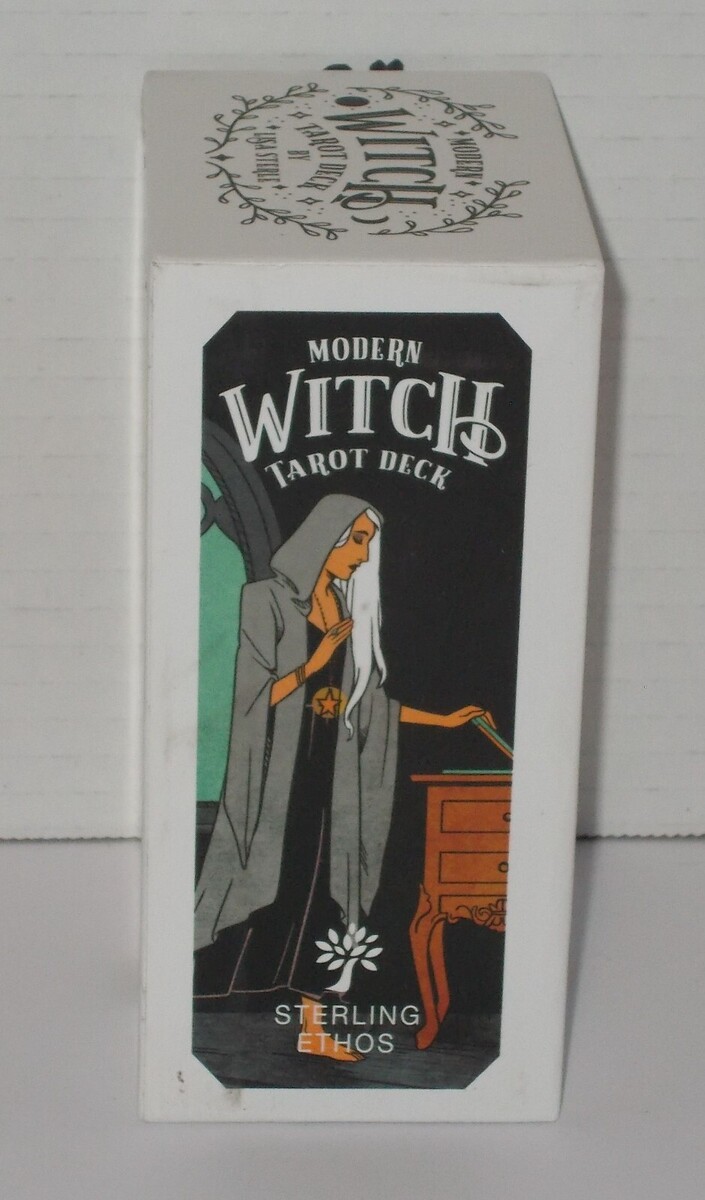 MODERN
WITCH
TAROT DECK
BY
LISA STERLE
MODERN
WITCH
TAROT DECK
STERLING
ETHOS